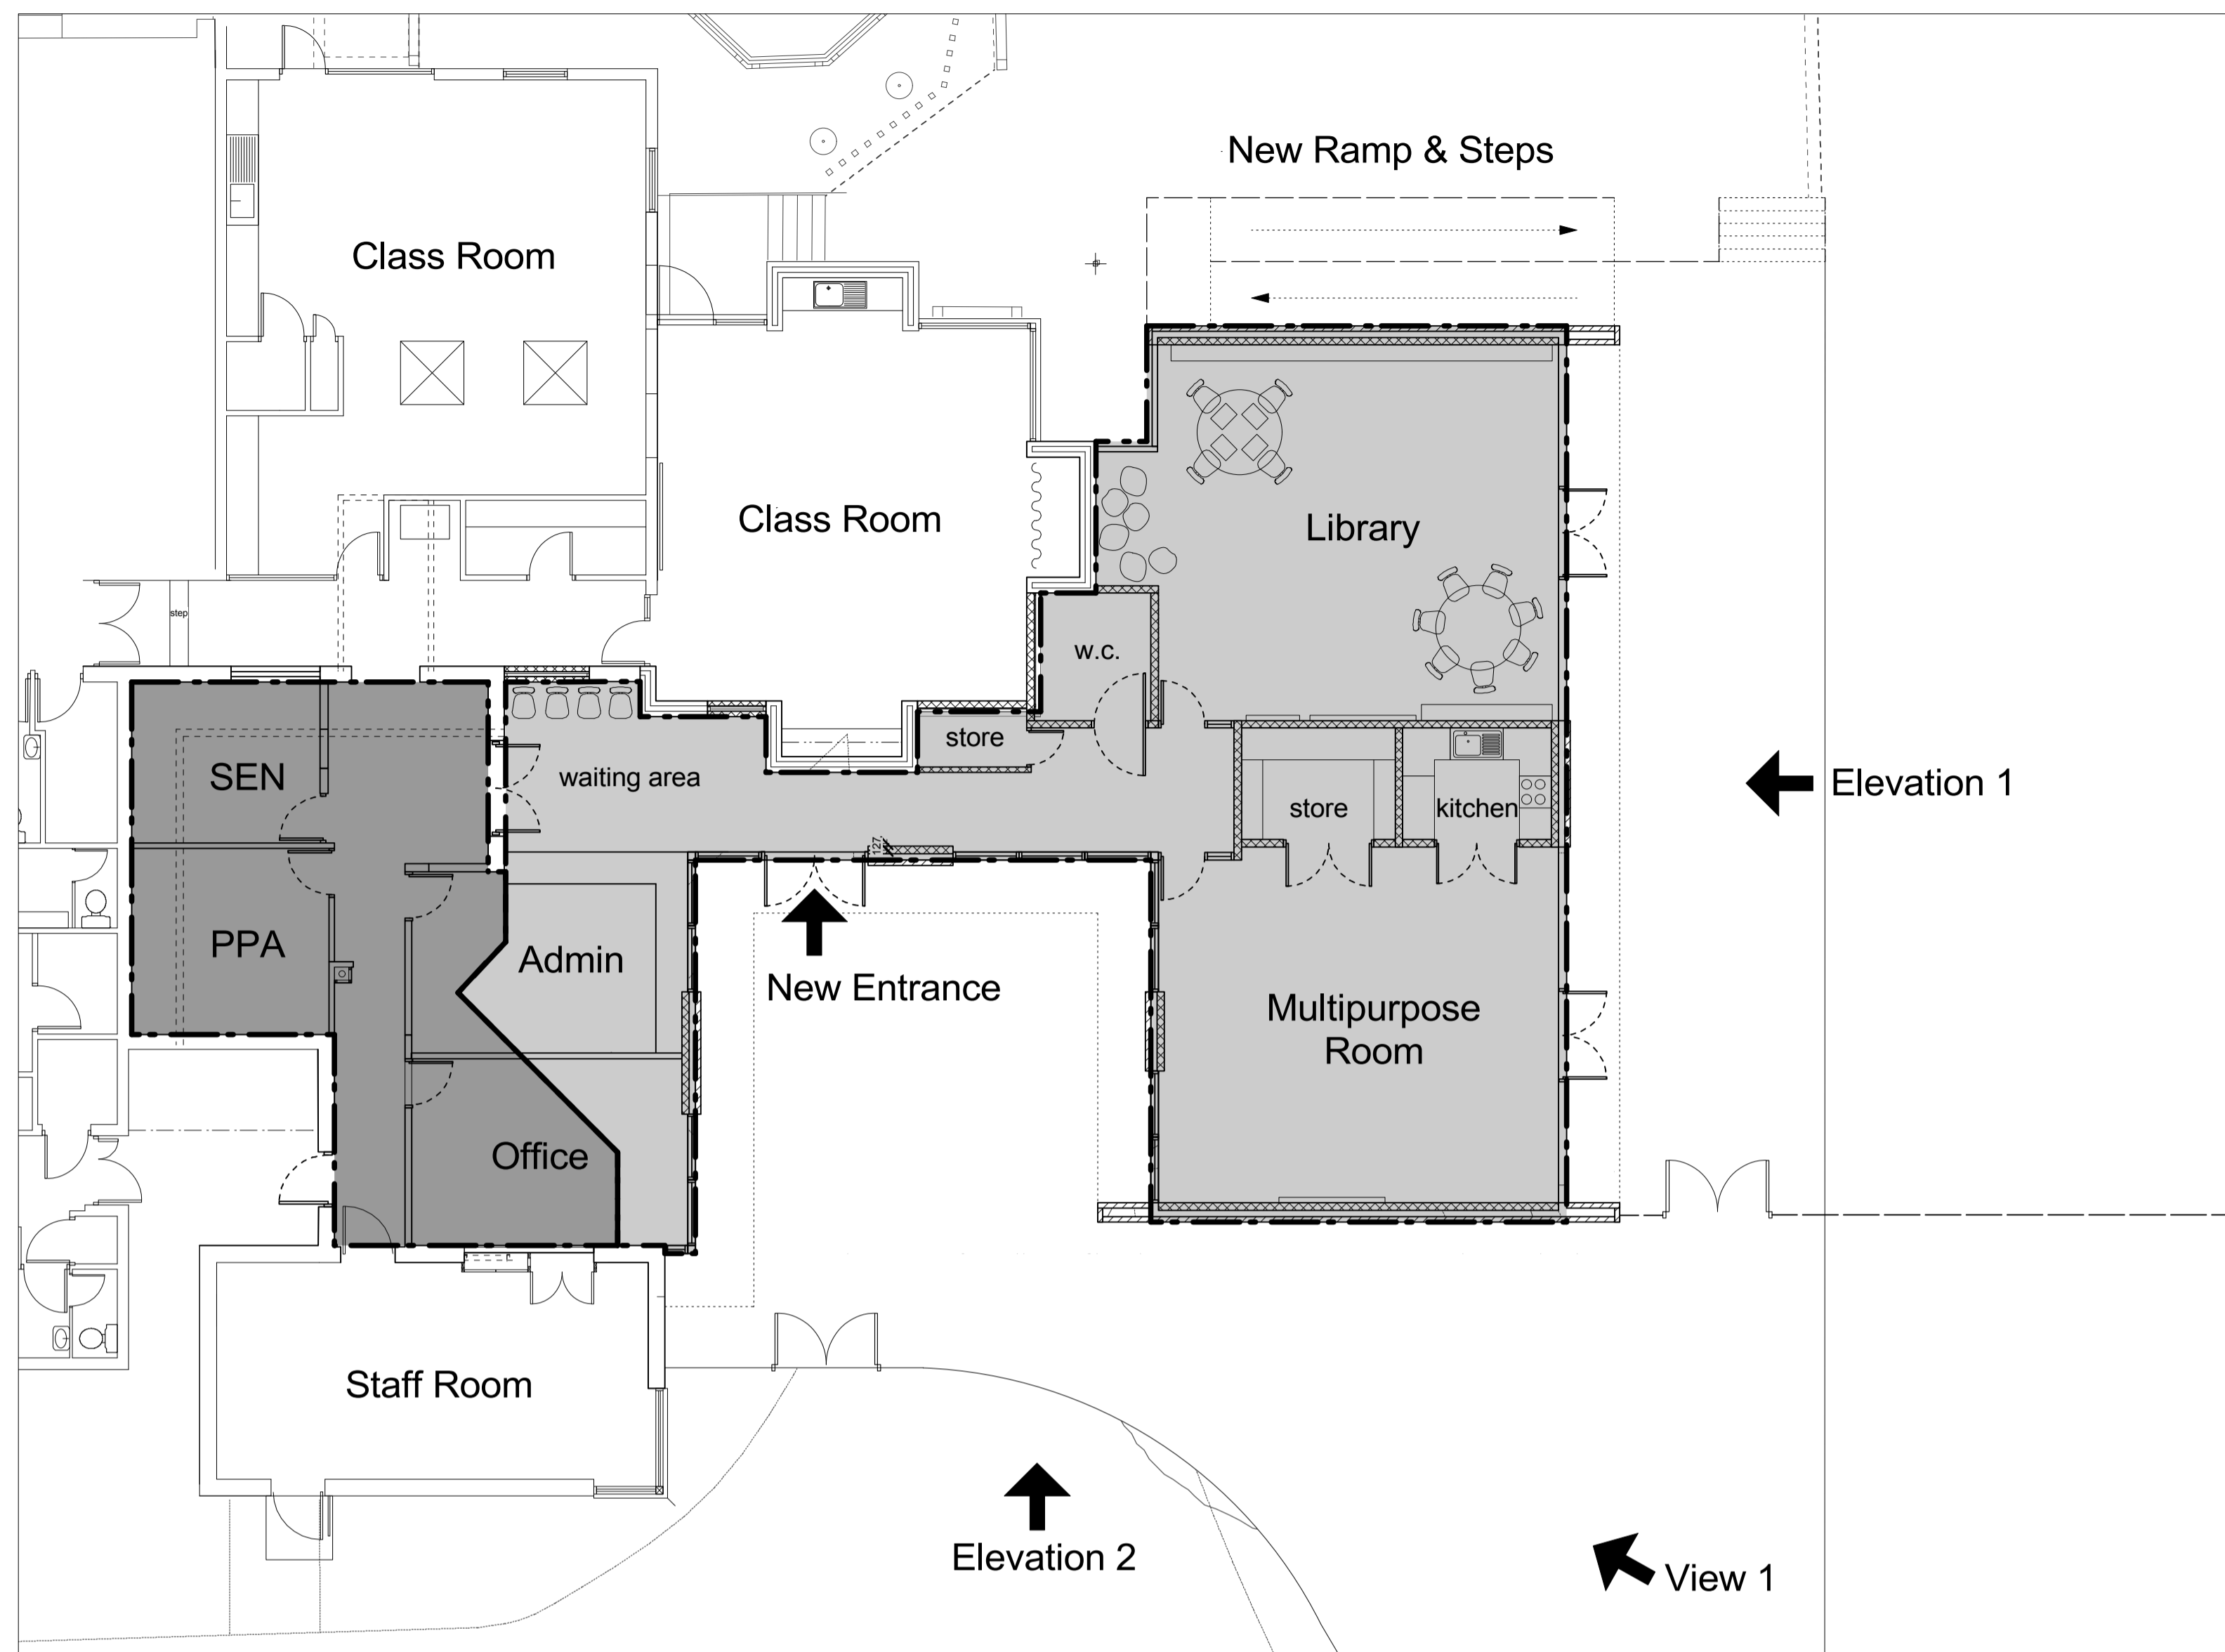 New Ramp & Steps
Class Room
Class Room
Library
step
w.c.
store
SEN
waiting area
Elevation 1
store
kitchen
127
PPA
Admin
New Entrance
Multipurpose
Room
Office
Staff Room
Elevation 2
View 1